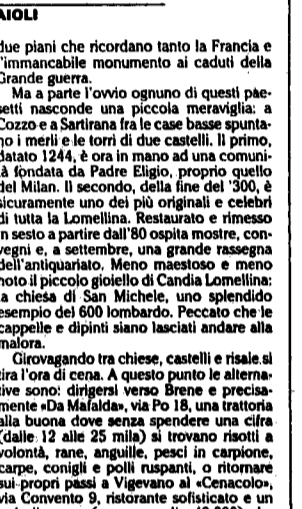 AIOLI
due piani che ricordano tanto la Francia e
l'immancabile monumento ai caduti della
Grande guerra.
Ma a parte l'ovvio ognuno di questi pae-
setti nasconde una piccola meraviglia: a
Cozzo e a Sartirana fra le case basse spunta-
no i merli e le torri di due castelli. Il primo,
datato 1244, è ora in mano ad una comuni-
à fondata da Padre Eligio, proprio quello
del Milan. Il secondo, della fine del '300, è
sicuramente uno dei più originali e celebri
di tutta la Lomellina. Restaurato e rimesso
in sesto a partire dall'80 ospita mostre, con-
vegni e, a settembre, una grande rassegna
dell'antiquariato. Meno maestoso e meno
noto il piccolo gioiello di Candia Lomellina:
a chiesa di San Michele, uno splendido
esempio del 600 lombardo. Peccato che le
cappelle e dipinti siano lasciati andare alla
malora.
Girovagando tra chiese, castelli e risaie si
tira l'ora di cena. A questo punto le alterna-
tive sono: dirigersi verso Breme e precisa-
mente «Da Mafalda», via Po 18, una trattoria
alla buona dove senza spendere una cifra
(dalle 12 alle 25 mila) si trovano risotti a
volontà, rane, anguille, pesci in carpione,
carpe, conigli e polli ruspanti, o ritornare
sui propri passi a Vigevano al «Cenacolo»,
via Convento 9, ristorante sofisticato e un